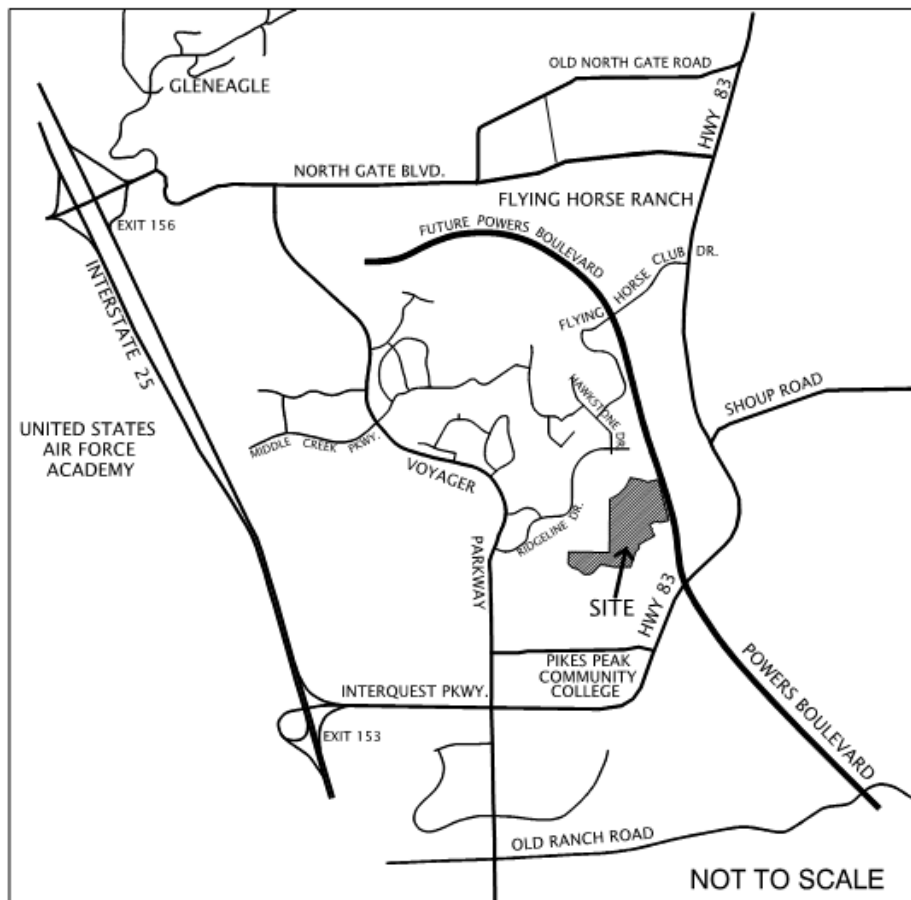 OLD NORTH GATE ROAD
GLENEAGLE
HWY 83
NORTH GATE BLVD.
FLYING HORSE RANCH
EXIT 156
FUTURE POWERS BOULEVARD
FLYING HORSE CLUB DR.
INTERSTATE 25
SHOUP ROAD
HAWKSTONE DR.
UNITED STATES
AIR FORCE
ACADEMY
MIDDLE CREEK PKWY.
VOYAGER
PARKWAY
RIDGELINE DR.
SITE
HWY 83
PIKES PEAK
COMMUNITY
COLLEGE
INTERQUEST PKWY.
POWERS BOULEVARD
EXIT 153
OLD RANCH ROAD
NOT TO SCALE